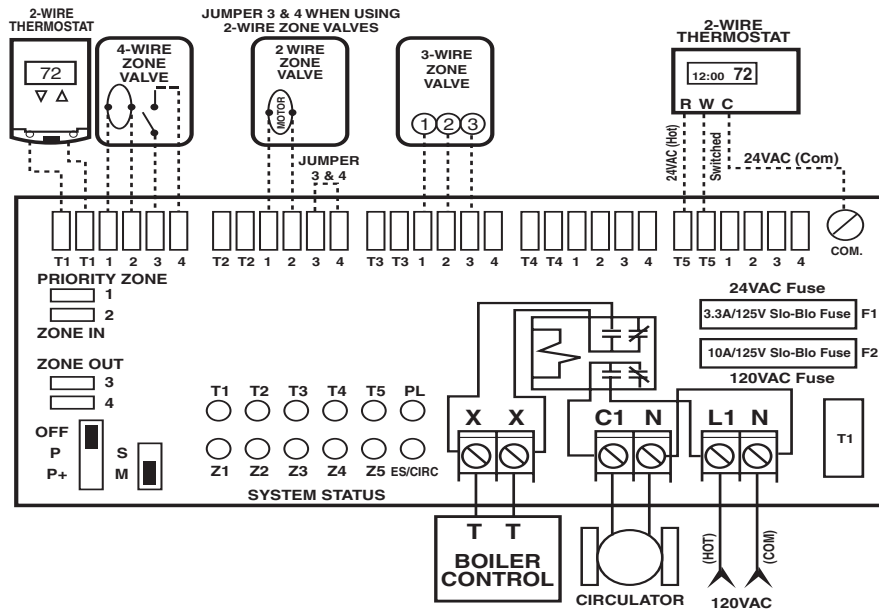 2-WIRE
THERMOSTAT
72
4-WIRE
ZONE
VALVE
JUMPER 3 & 4 WHEN USING
2-WIRE ZONE VALVES
2 WIRE
ZONE
VALVE
MOTOR
JUMPER
3 & 4
3-WIRE
ZONE
VALVE
1 2 3
2-WIRE
THERMOSTAT
12:00 72
R W C
24VAC (Hot)
Switched
24VAC (Com)
T1 T1 1 2 3 4 T2 T2 1 2 3 4 T3 T3 1 2 3 4 T4 T4 1 2 3 4 T5 T5 1 2 3 4
COM.
PRIORITY ZONE
1
2
ZONE IN
ZONE OUT
3
4
OFF
P
P+
S
M
T1 T2 T3 T4 T5 PL
Z1 Z2 Z3 Z4 Z5 ES/CIRC
SYSTEM STATUS
24VAC Fuse
3.3A/125V Slo-Blo Fuse F1
10A/125V Slo-Blo Fuse F2
120VAC Fuse
X X C1 N L1 N
T1
T T
BOILER
CONTROL
CIRCULATOR
(HOT)
(COM)
120VAC